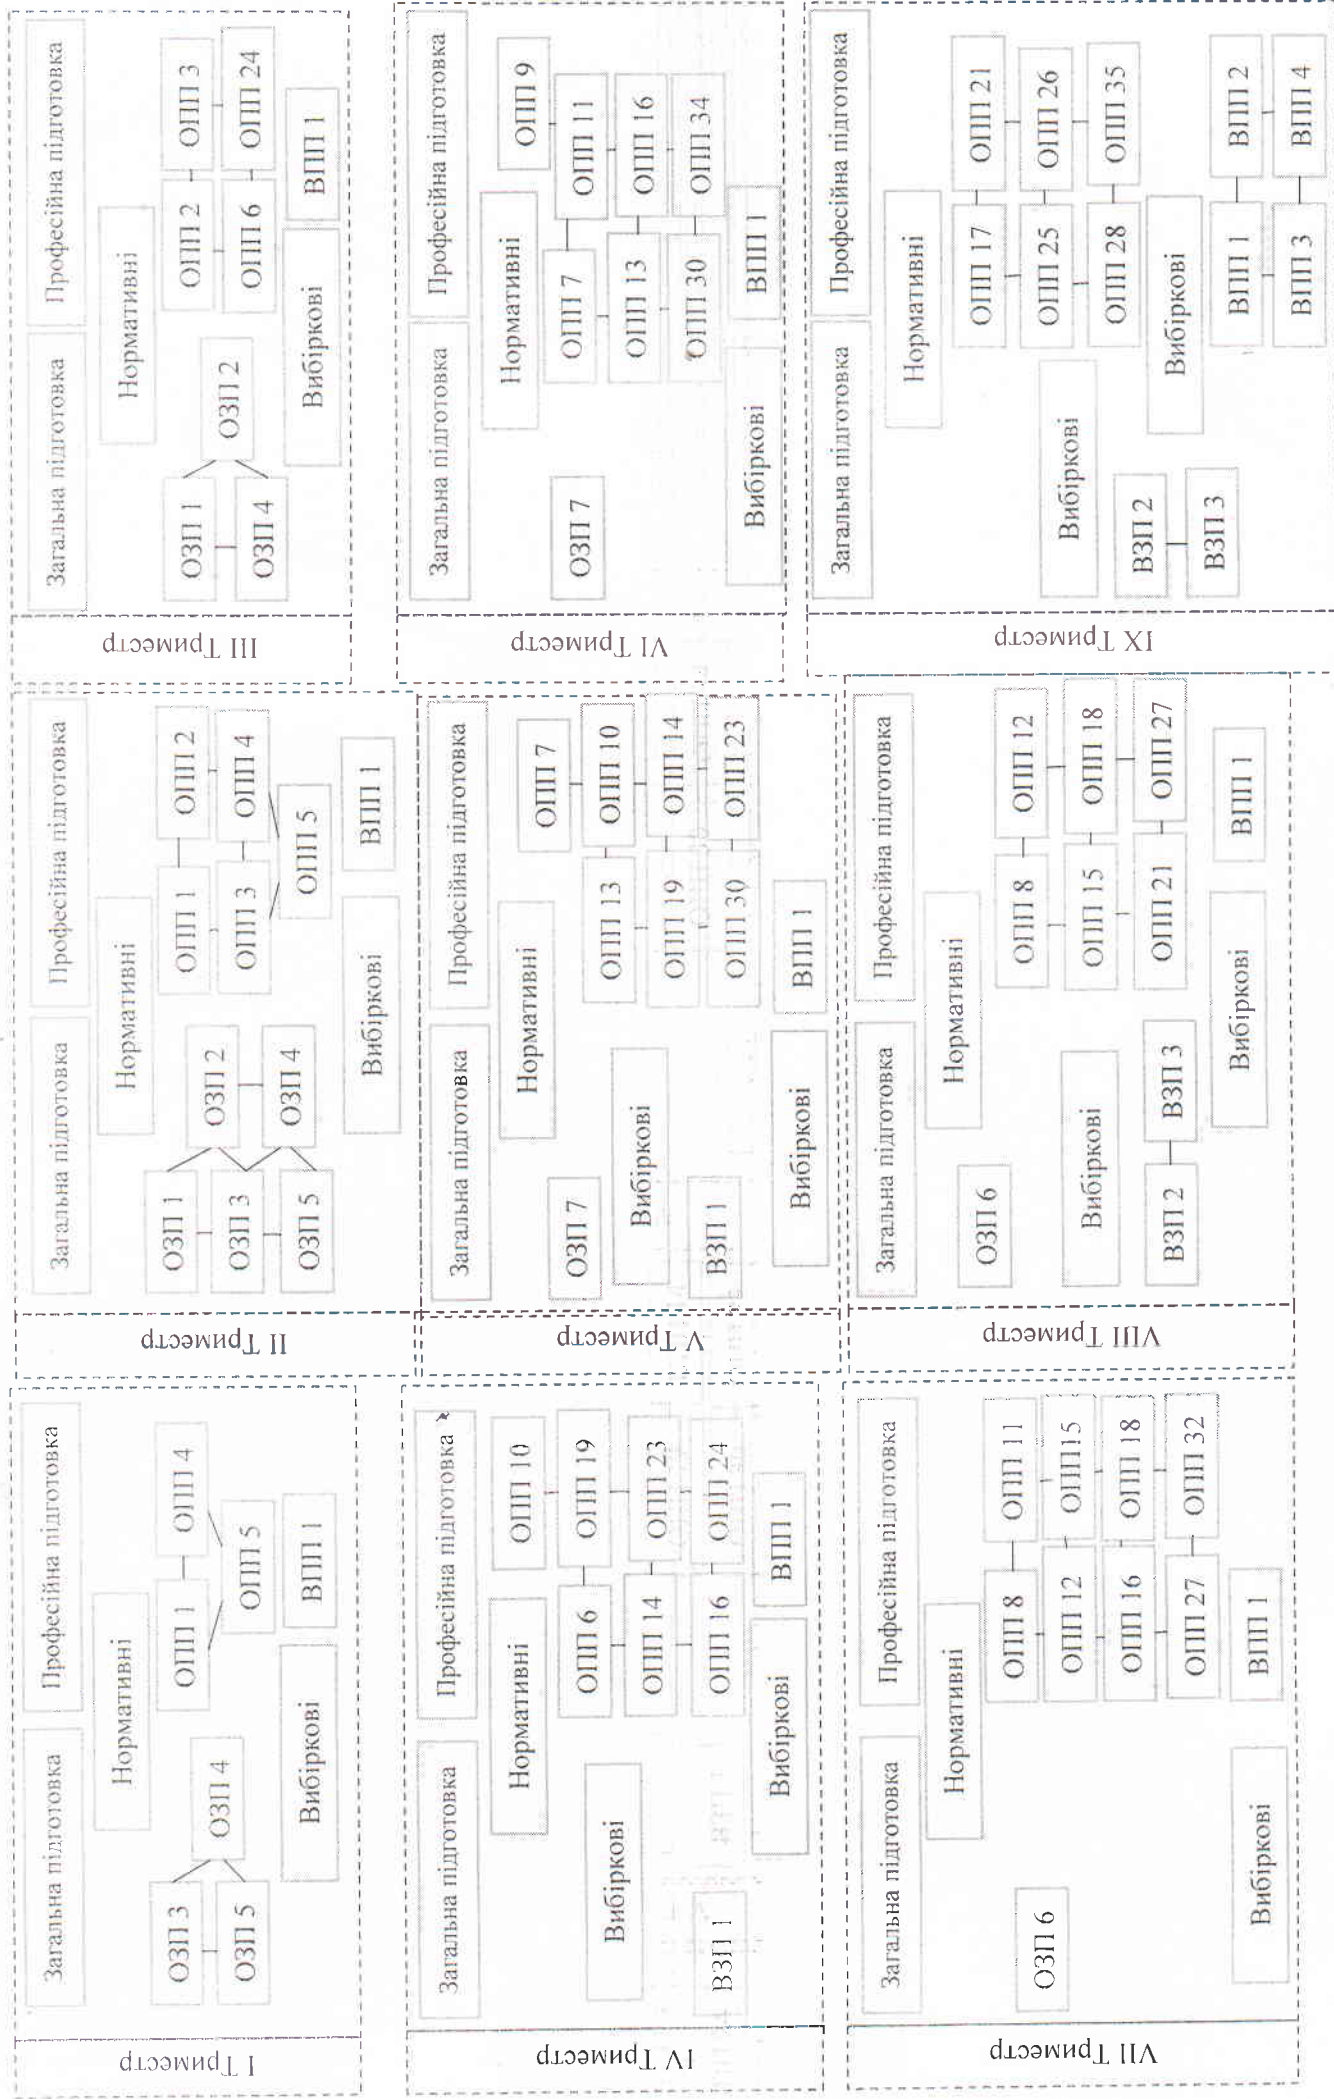 I Триместр
Загальна підготовка
Професійна підготовка
Нормативні
ОЗП 3
ОЗП 4
ОЗП 5
ОПП 1
ОПП 4
ОПП 5
Вибіркові
ВПП 1
II Триместр
Загальна підготовка
Професійна підготовка
Нормативні
ОЗП 1
ОЗП 2
ОЗП 3
ОЗП 4
ОЗП 5
ОПП 1
ОПП 2
ОПП 3
ОПП 4
ОПП 5
Вибіркові
ВПП 1
III Триместр
Загальна підготовка
Професійна підготовка
Нормативні
ОЗП 1
ОЗП 2
ОЗП 4
ОПП 2
ОПП 3
ОПП 6
ОПП 24
Вибіркові
ВПП 1
IV Триместр
Загальна підготовка
Професійна підготовка
Нормативні
ОПП 10
ОПП 6
ОПП 19
ОПП 14
ОПП 23
ОПП 16
ОПП 24
Вибіркові
ВЗП 1
Вибіркові
ВПП 1
V Триместр
Загальна підготовка
Професійна підготовка
Нормативні
ОЗП 7
ОПП 7
ОПП 13
ОПП 10
ОПП 19
ОПП 14
ОПП 30
ОПП 23
Вибіркові
ВЗП 1
Вибіркові
ВПП 1
VI Триместр
Загальна підготовка
Професійна підготовка
Нормативні
ОЗП 7
ОПП 9
ОПП 7
ОПП 11
ОПП 13
ОПП 16
ОПП 30
ОПП 34
Вибіркові
ВПП 1
VII Триместр
Загальна підготовка
Професійна підготовка
Нормативні
ОЗП 6
ОПП 8
ОПП 11
ОПП 12
ОПП15
ОПП 16
ОПП 18
ОПП 27
ОПП 32
Вибіркові
ВПП 1
VIII Триместр
Загальна підготовка
Професійна підготовка
Нормативні
ОЗП 6
ОПП 8
ОПП 12
ОПП 15
ОПП 18
ОПП 21
ОПП 27
Вибіркові
ВЗП 2
ВЗП 3
Вибіркові
ВПП 1
IX Триместр
Загальна підготовка
Професійна підготовка
Нормативні
ОПП 17
ОПП 21
ОПП 25
ОПП 26
ОПП 28
ОПП 35
Вибіркові
ВЗП 2
ВЗП 3
Вибіркові
ВПП 1
ВПП 2
ВПП 3
ВПП 4